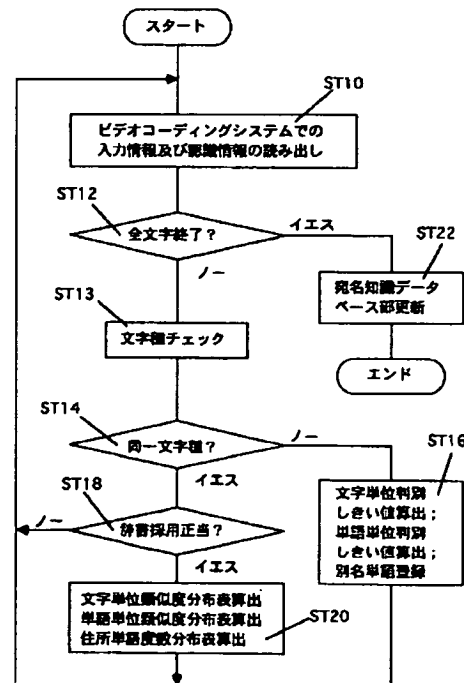 スタート
ST10
ビデオコーディングシステムでの
入力情報及び認識情報の読み出し
ST12
全文字終了?
イエス
ノー
ST22
宛名知識データ
ベース部更新
エンド
ST13
文字種チェック
ST14
同一文字種?
ノー
イエス
ST16
文字単位判別
しきい値算出;
単語単位判別
しきい値算出;
別名単語登録
ST18
辞書採用正当?
ノー
イエス
文字単位類似度分布表算出
単語単位類似度分布表算出
住所単語度数分布表算出
ST20